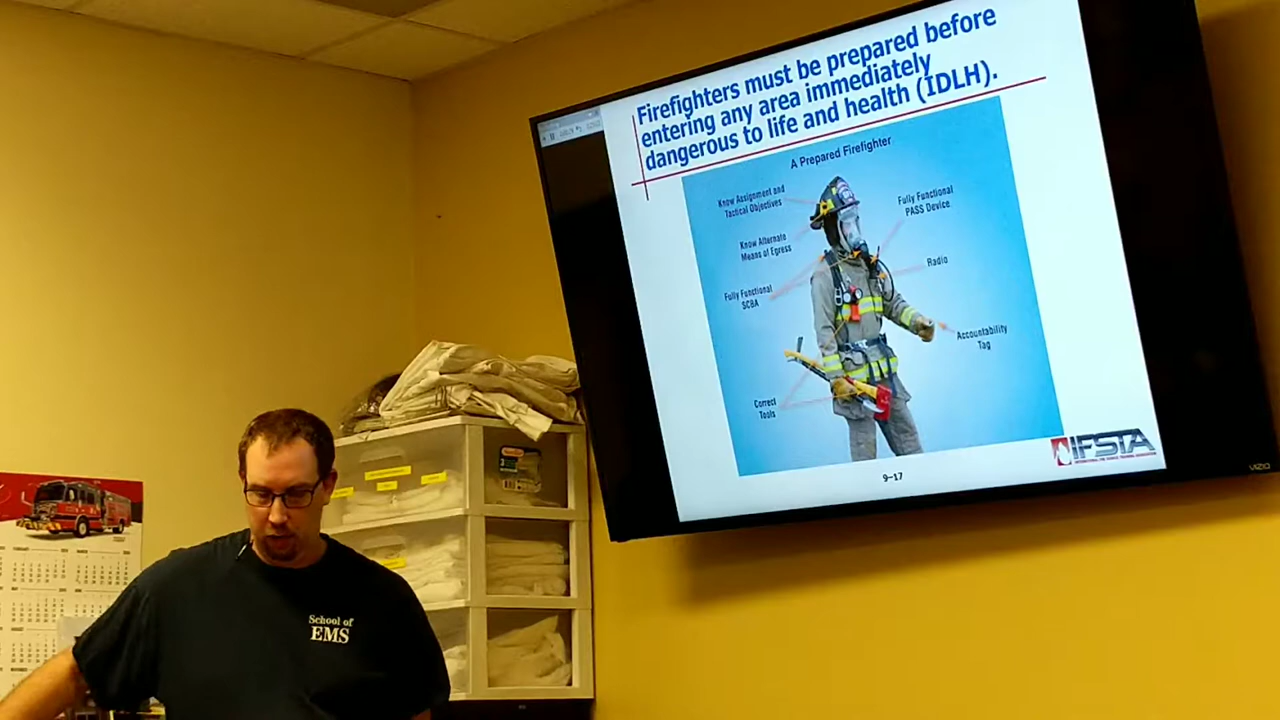 Firefighters must be prepared before
entering any area immediately
dangerous to life and health (IDLH).
A Prepared Firefighter
Know Assignment and
Tactical Objectives
Fully Functional
PASS Device
Know Alternate
Means of Egress
Radio
Fully Functional
SCBA
Accountability
Tag
Correct
Tools
IFSTA
9-17
VIZIO
School of
EMS